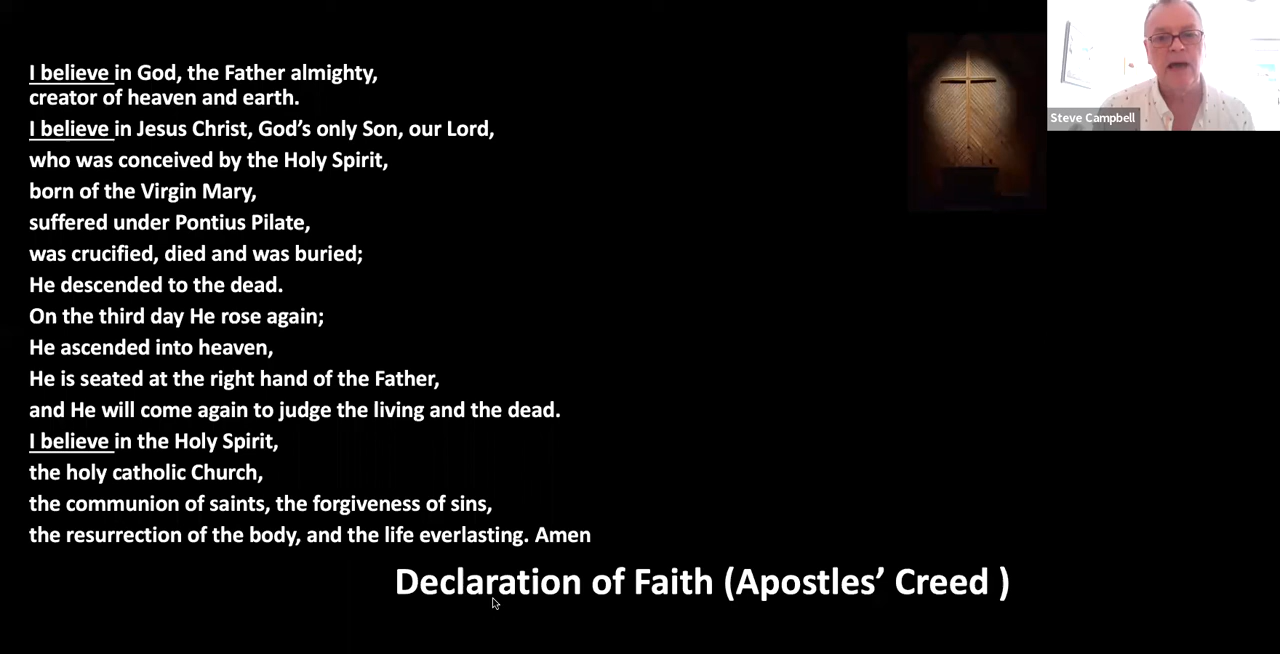 I believe in God, the Father almighty,
creator of heaven and earth.
I believe in Jesus Christ, God’s only Son, our Lord,
who was conceived by the Holy Spirit,
born of the Virgin Mary,
suffered under Pontius Pilate,
was crucified, died and was buried;
He descended to the dead.
On the third day He rose again;
He ascended into heaven,
He is seated at the right hand of the Father,
and He will come again to judge the living and the dead.
I believe in the Holy Spirit,
the holy catholic Church,
the communion of saints, the forgiveness of sins,
the resurrection of the body, and the life everlasting. Amen
Declaration of Faith (Apostles’ Creed )
Steve Campbell